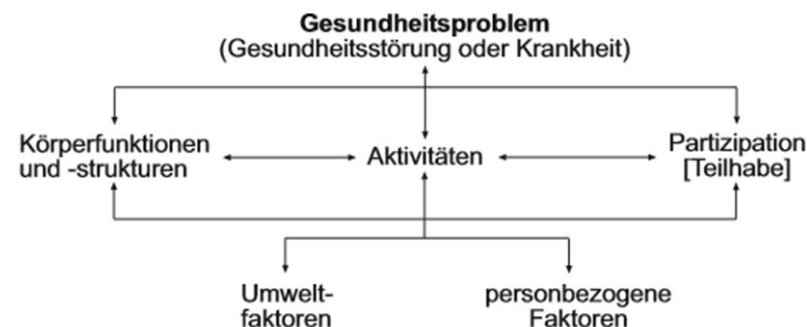 Gesundheitsproblem
(Gesundheitsstörung oder Krankheit)
Körperfunktionen
und -strukturen
Aktivitäten
Partizipation
[Teilhabe]
Umwelt-
faktoren
personbezogene
Faktoren